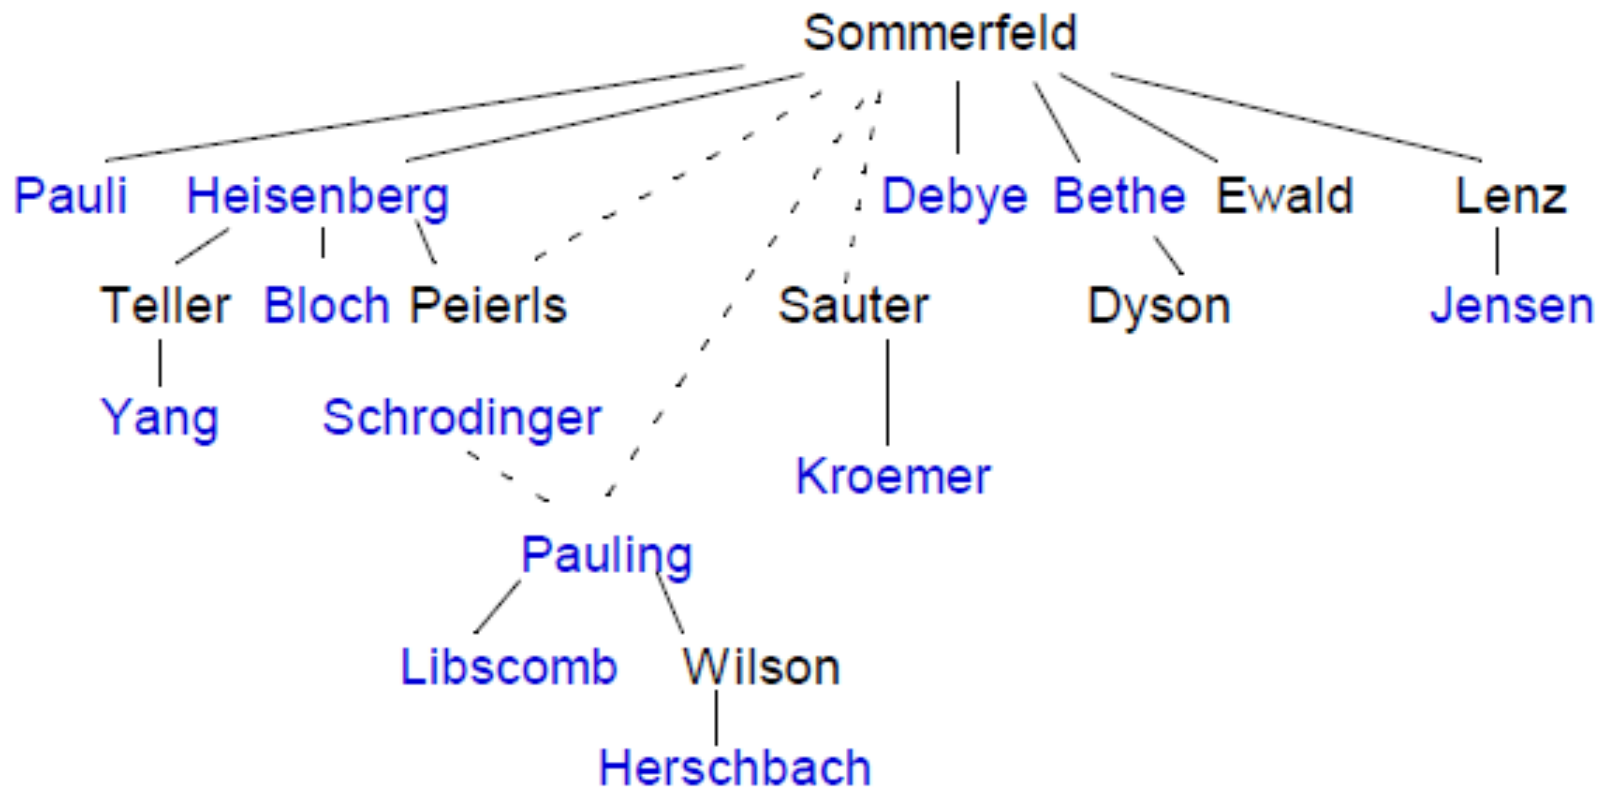 Sommerfeld
Pauli Heisenberg Debye Bethe Ewald Lenz
Teller Bloch Peierls Sauter Dyson Jensen
Yang Schrodinger
Kroemer
Pauling
Libscomb Wilson
Herschbach